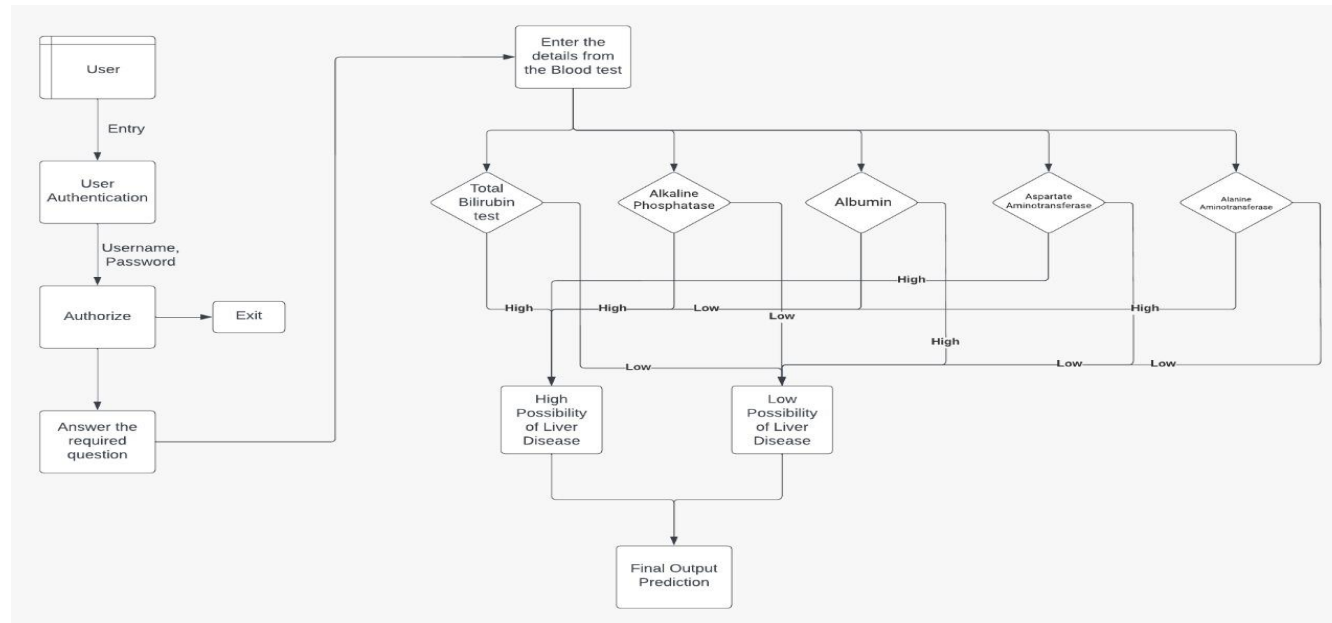 User
Entry
User
Authentication
Username,
Password
Authorize
Exit
Answer the
required
question
Enter the
details from
the Blood test
Total
Bilirubin
test
Alkaline
Phosphatase
Albumin
Aspartate
Aminotransferase
Alanine
Aminotransferase
High
High
High
Low
High
Low
High
Low
Low
Low
High
Possibility
of Liver
Disease
Low
Possibility
of Liver
Disease
Final Output
Prediction